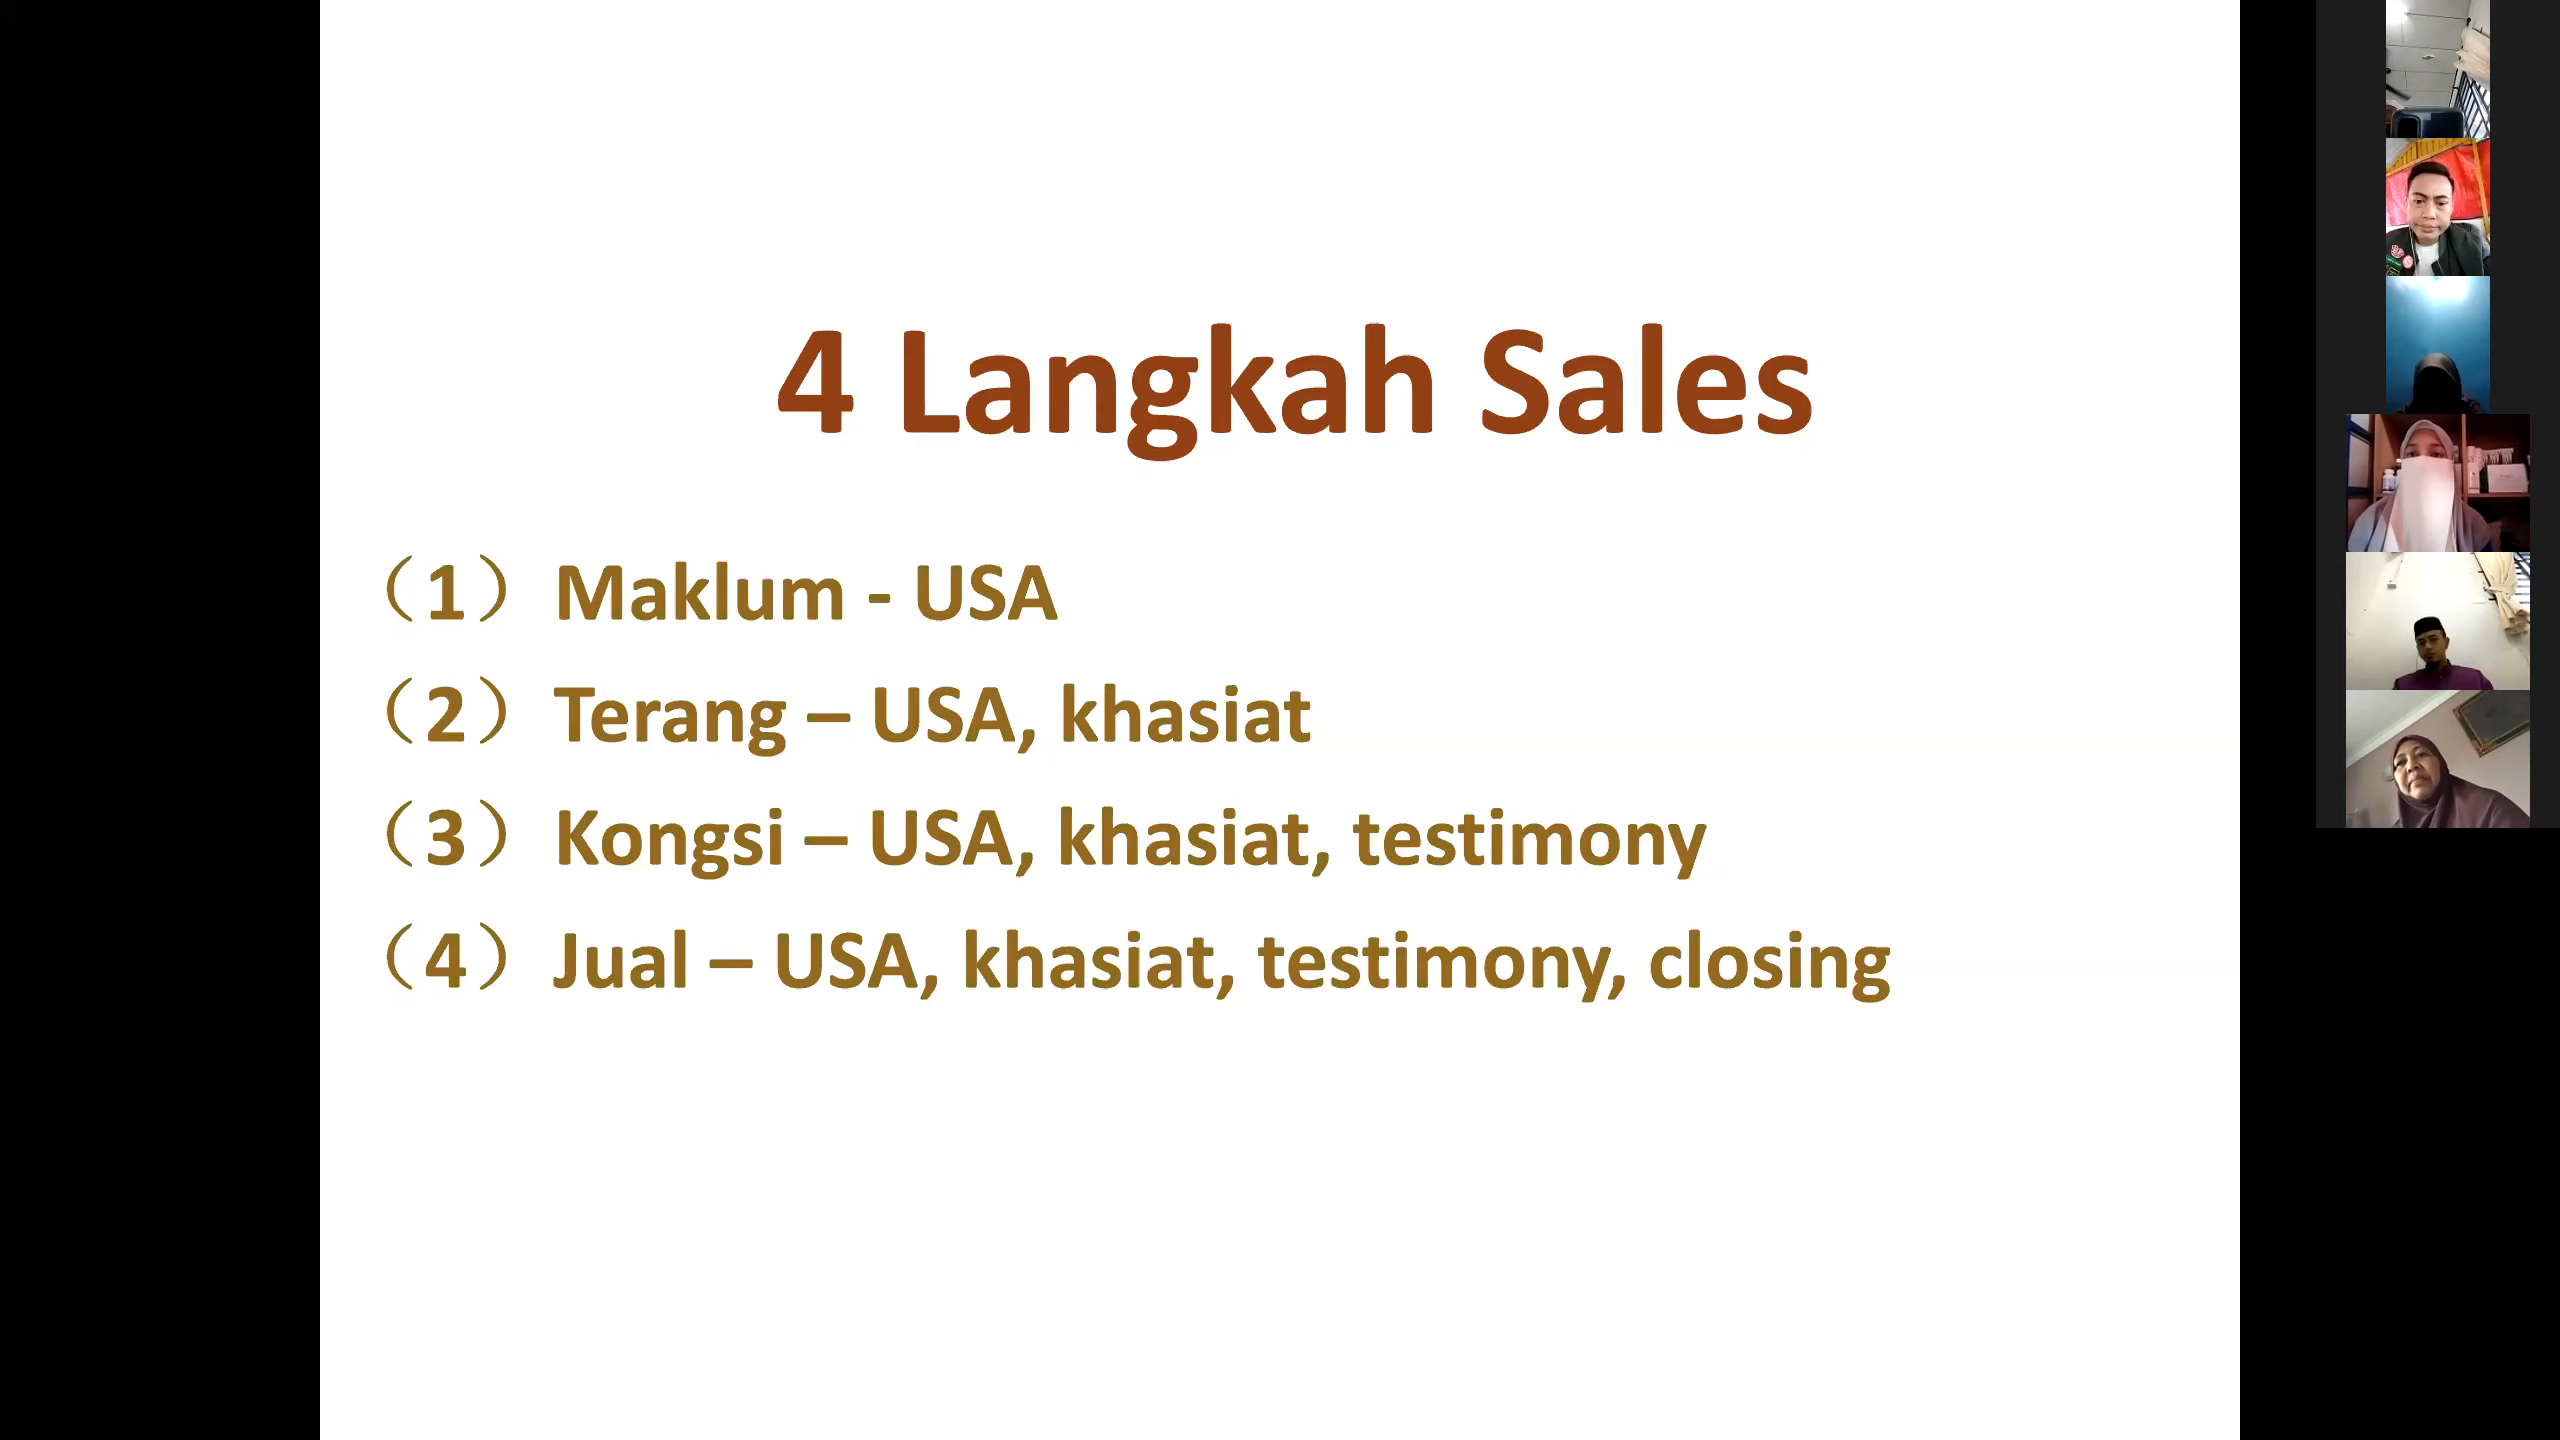 4 Langkah Sales
（1） Maklum - USA
（2） Terang – USA, khasiat
（3） Kongsi – USA, khasiat, testimony
（4） Jual – USA, khasiat, testimony, closing